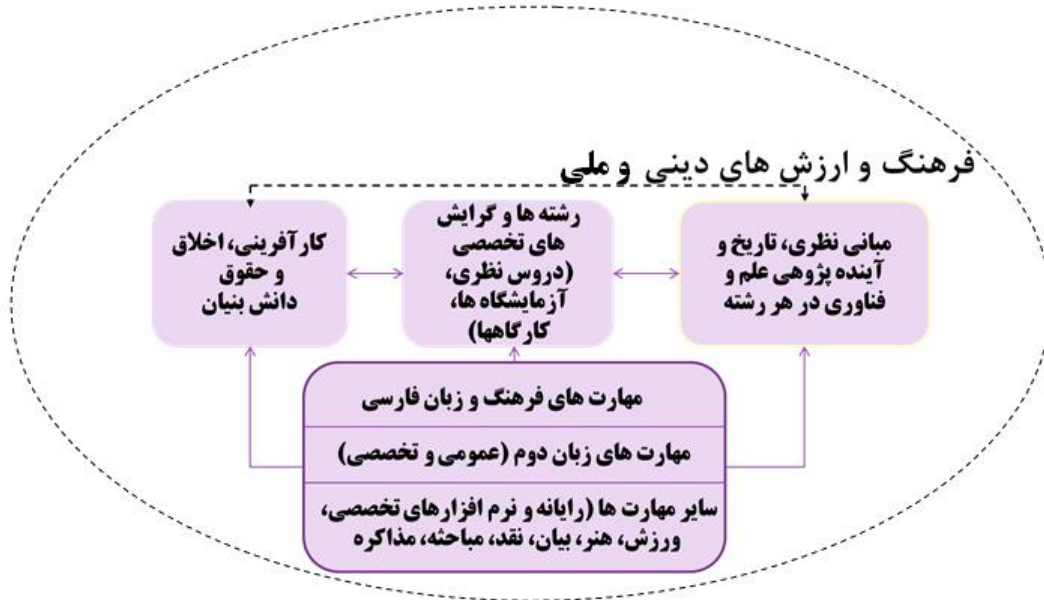 فرهنگ و ارزش های دینی و ملی
مبانی نظری، تاریخ و
آینده پژوهی علم و
فناوری در هر رشته
رشته ها و گرایش
های تخصصی
(دروس نظری،
آزمایشگاه ها،
کارگاهها)
کارآفرینی، اخلاق
و حقوق
دانش بنیان
مهارت های فرهنگ و زبان فارسی
مهارت های زبان دوم (عمومی و تخصصی)
سایر مهارت ها (رایانه و نرم افزارهای تخصصی،
ورزش، هنر، بیان، نقد، مباحثه، مذاکره